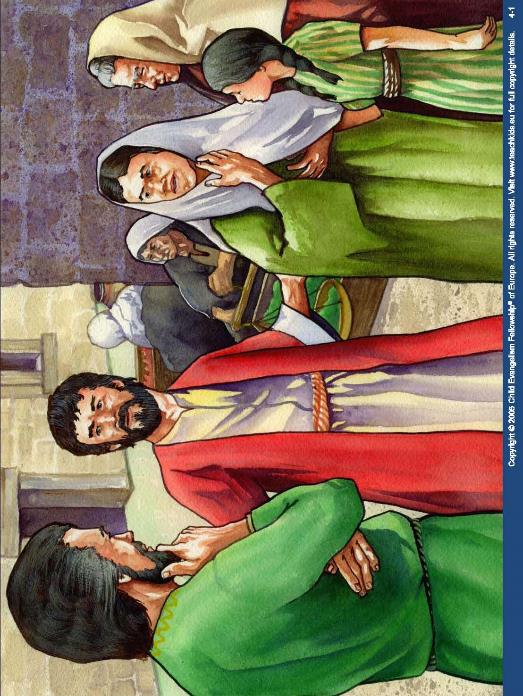 Copyright © 2005 Child Evangelism Fellowship® of Europe. All rights reserved. Visit www.teachkids.eu for full copyright details. 4-1